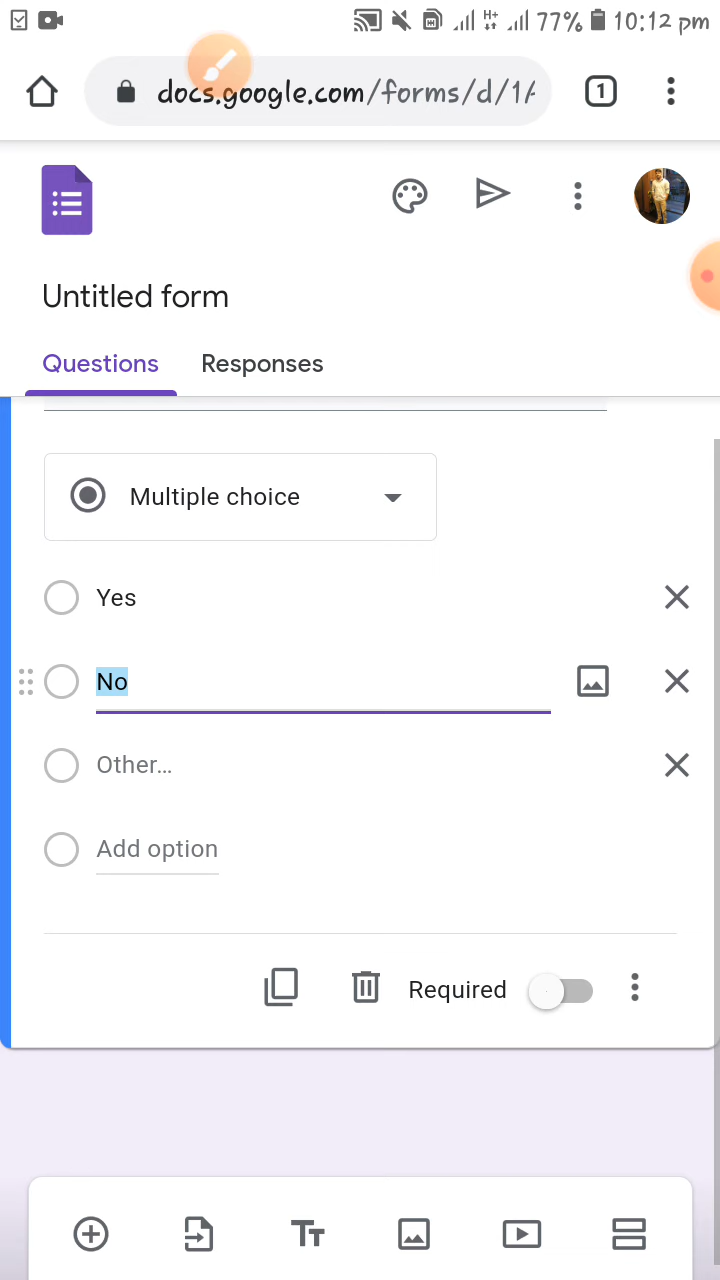 77% 10:12 pm
docs.google.com/forms/d/1
1
Untitled form
Questions Responses
Multiple choice
Yes
No
Other...
Add option
Required
Tт